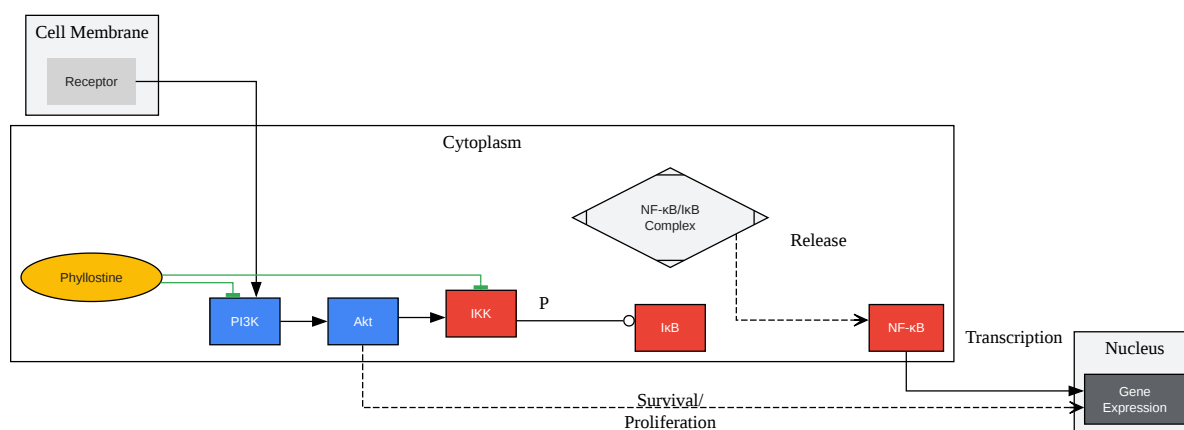 Cell Membrane
Receptor
Cytoplasm
NF-κB/IκB
Complex
Release
Phyllostine
PI3K
Akt
IKK
P
IκB
NF-κB
Transcription
Nucleus
Gene
Expression
Survival/
Proliferation